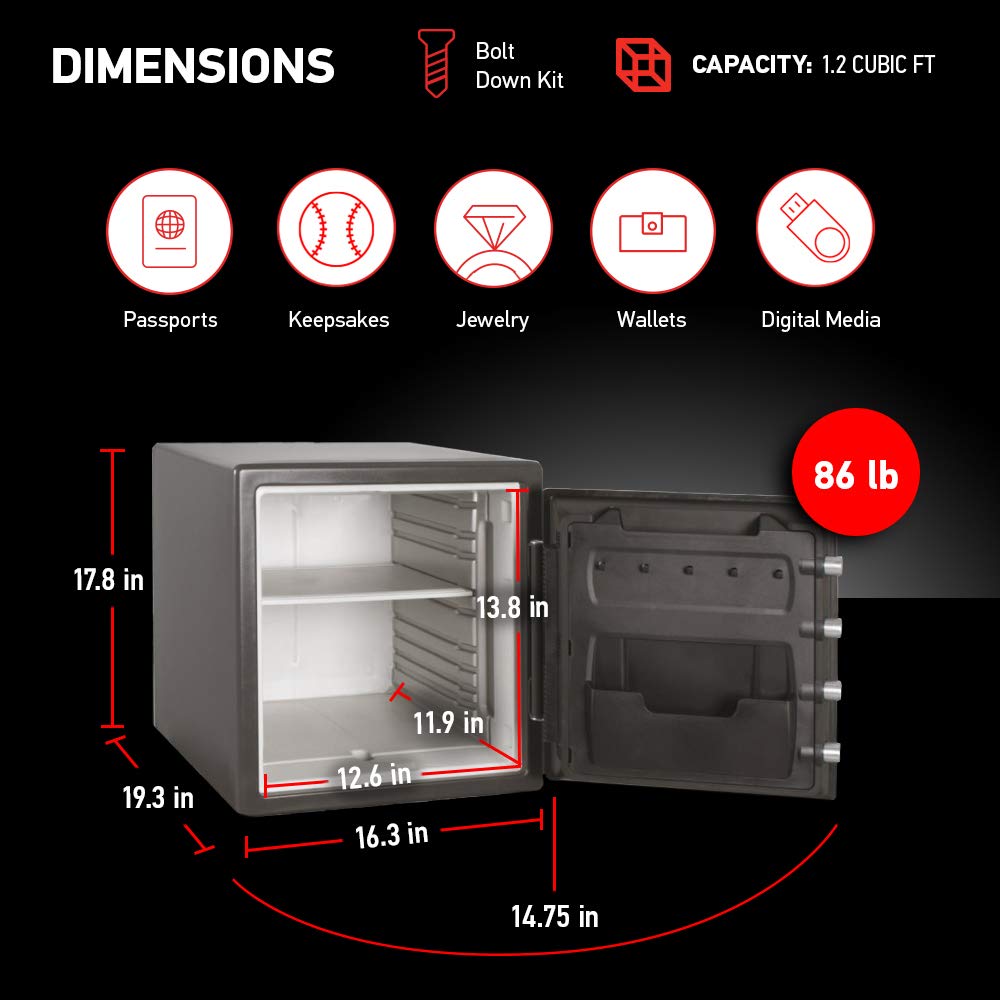 DIMENSIONS
Bolt
Down Kit
CAPACITY: 1.2 CUBIC FT
Passports
Keepsakes
Jewelry
Wallets
Digital Media
86 lb
17.8 in
13.8 in
11.9 in
12.6 in
19.3 in
16.3 in
14.75 in